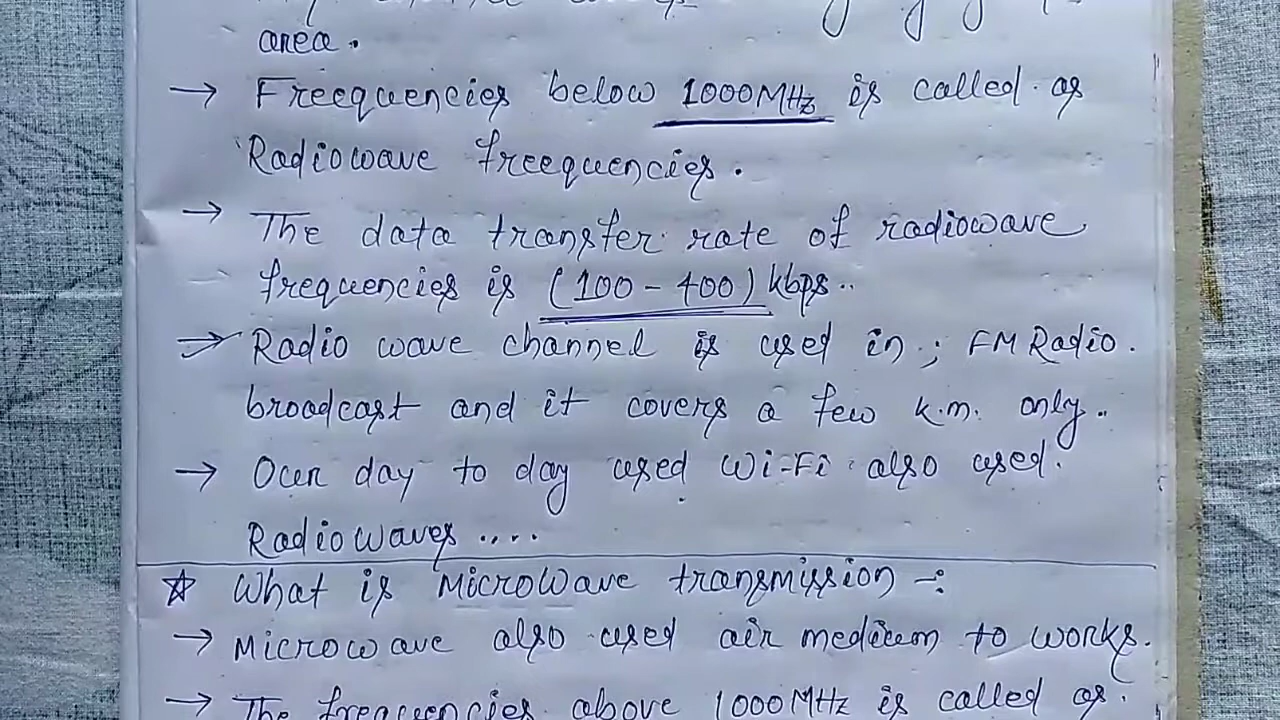 area.
→ Freequencies below 1000MHz is called as
Radiowave freequencies.
→ The data transfer rate of radiowave
frequencies is (100 - 400) kbps..
→ Radio wave channel is used in ; FM Radio.
broadcast and it covers a few k.m. only..
→ Our day to day used Wi-Fi also used.
Radiowaves ....
☆ What is Microwave transmission -:
→ Microwave also used air medium to works.
→ The frequencies above 1000MHz is called as.